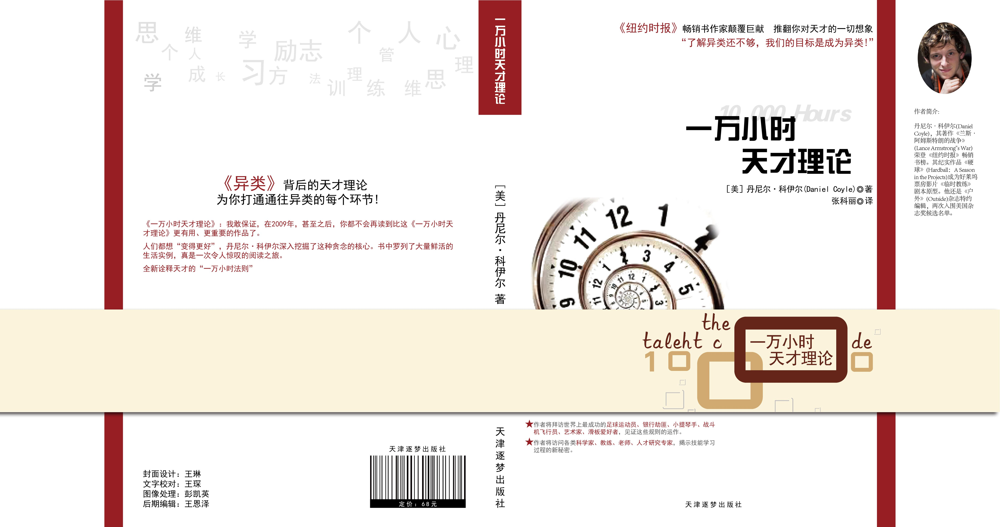 思 维 学 励志 个 人 心
个 人 管
学 成 长 习 方 法 理 思 理
训 练 维
《异类》背后的天才理论
为你打通通往异类的每个环节！
《一万小时天才理论》：我敢保证，在2009年，甚至之后，你都不会再读到比这《一万小时天
才理论》更有用、更重要的作品了。
人们都想“变得更好”，丹尼尔·科伊尔深入挖掘了这种贪念的核心。书中罗列了大量鲜活的
生活实例，真是一次令人惊叹的阅读之旅。
全新诠释天才的“一万小时法则”
封面设计：王琳
文字校对：王琛
图像处理：彭凯英
后期编辑：王恩泽
天津逐梦出版社
定价：68元
一万小时天才理论
［美］丹尼尔·科伊尔 著
天津逐梦出版社
《纽约时报》畅销书作家颠覆巨献 推翻你对天才的一切想象
“了解异类还不够，我们的目标是成为异类！”
10,000 Hours
一万小时
天才理论
［美］丹尼尔·科伊尔(Daniel Coyle)◎著
张科丽◎译
12 1 2
11 10 9
2 3 4 5
1 12 11
11 12 1
3
the
taleht c de
一万小时
天才理论
1
★作者将拜访世界上最成功的足球运动员、银行劫匪、小提琴手、战斗
机飞行员、艺术家、滑板爱好者，见证这些规则的运作。
★作者将访问各类科学家、教练、老师、人才研究专家，揭示技能学习
过程的新秘密。
天津逐梦出版社
作者简介:
丹尼尔·科伊尔(Daniel
Coyle)，其著作《兰斯·
阿姆斯特朗的战争》
(Lance Armstrong"s War)
荣登《纽约时报》畅销
书榜。其纪实作品《硬
球》(Hardball：A Season
in the Projects)成为好莱坞
票房影片《临时教练》
剧本原型。他还是《户
外》(Outside)杂志特约
编辑，两次入围美国杂
志奖候选名单。